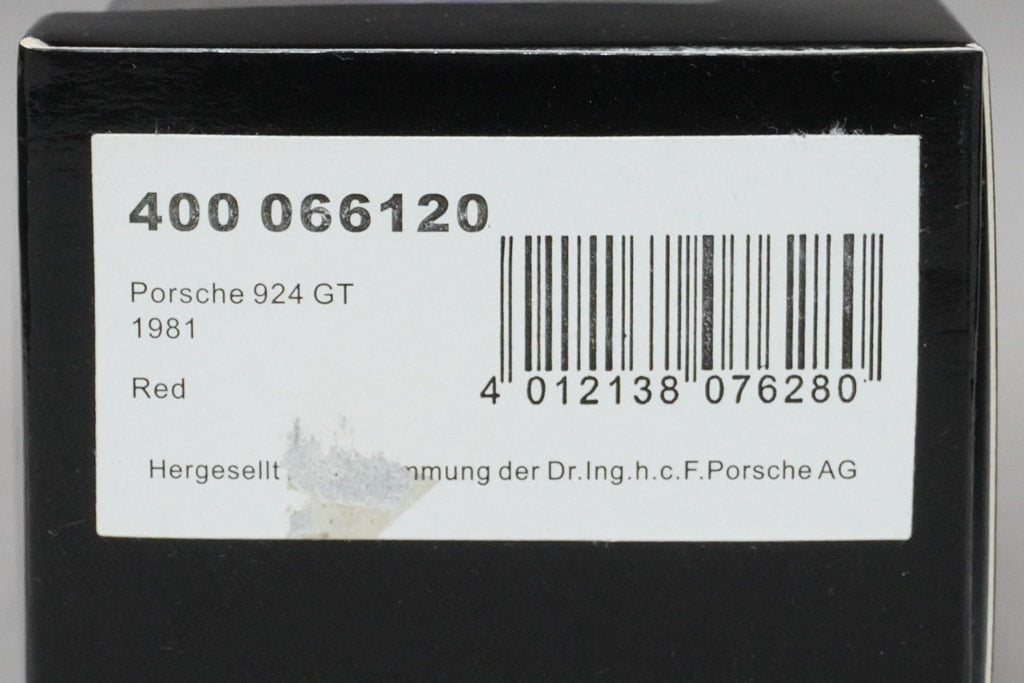 400 066120
Porsche 924 GT
1981
Red
4 012138 076280
Hergesellt mmung der Dr.Ing.h.c.F.Porsche AG